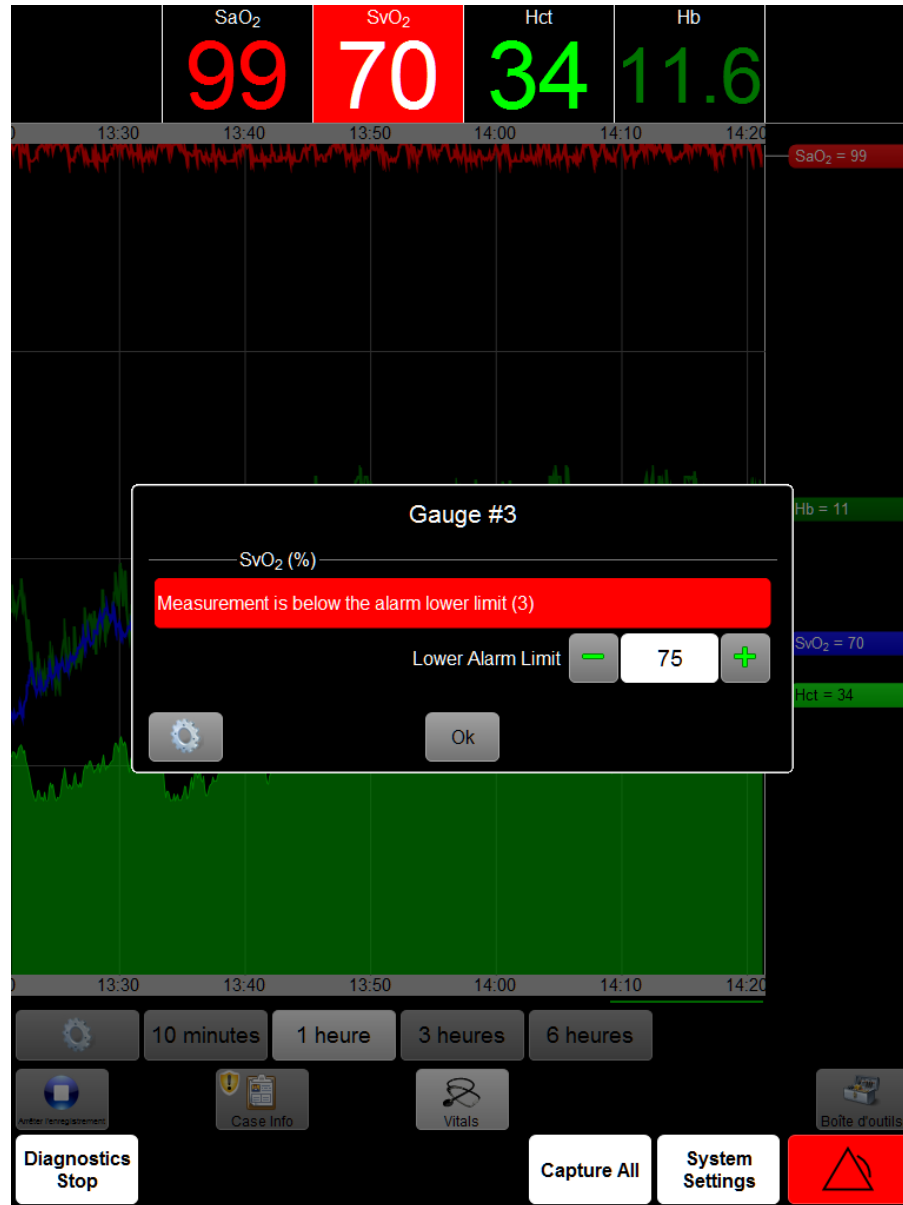 SaO₂ SvO₂ Hct Hb
99 70 34 11.6
13:30 13:40 13:50 14:00 14:10 14:20
SaO₂ = 99
Gauge #3
Hb = 11
SvO₂ (%)
Measurement is below the alarm lower limit (3)
SvO₂ = 70
Lower Alarm Limit 75
Hct = 34
Ok
13:30 13:40 13:50 14:00 14:10 14:20
10 minutes 1 heure 3 heures 6 heures
Arrêter l'enregistrement Case Info Vitals Boîte d'outils
Diagnostics
Stop
Capture All
System
Settings